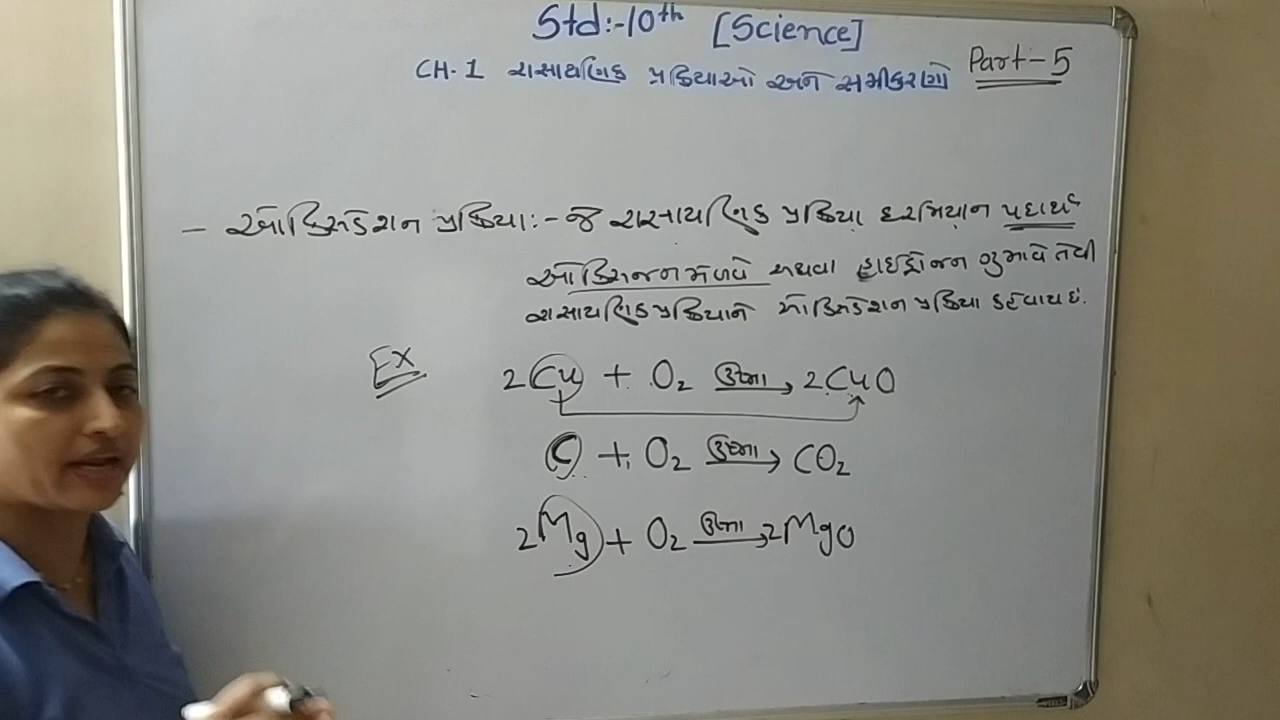 Std:-10th [Science]
CH.1 રાસાયણિક પ્રક્રિયાઓ અને સમીકરણો Part-5
- ઓક્સિડેશન પ્રક્રિયા:- જે રાસાયણિક પ્રક્રિયા દરમિયાન પદાર્થ
ઓક્સિજન મેળવે અથવા હાઈડ્રોજન ગુમાવે તેવી
રાસાયણિક પ્રક્રિયાને ઓક્સિડેશન પ્રક્રિયા કહેવાય છે.
Ex 2Cu + O2 ઉષ્મા→ 2CuO
C + O2 ઉષ્મા→ CO2
2Mg + O2 ઉષ્મા→ 2MgO